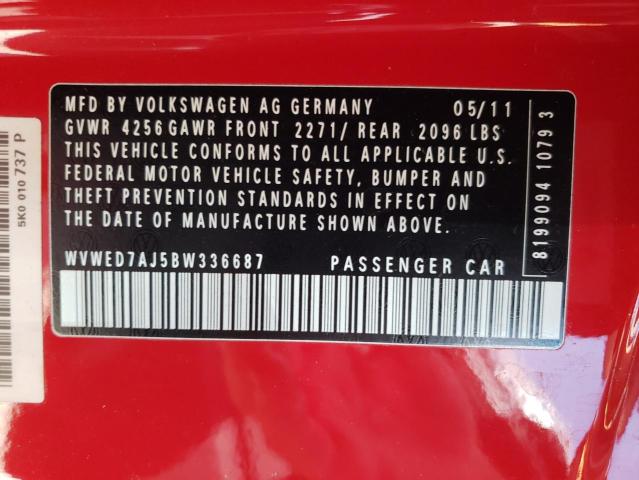 MFD BY VOLKSWAGEN AG GERMANY 05/11
GVWR 4256 GAWR FRONT 2271/ REAR 2096 LBS
THIS VEHICLE CONFORMS TO ALL APPLICABLE U.S.
FEDERAL MOTOR VEHICLE SAFETY, BUMPER AND
THEFT PREVENTION STANDARDS IN EFFECT ON
THE DATE OF MANUFACTURE SHOWN ABOVE.
WVWED7AJ5BW336687 PASSENGER CAR
8199094 1079 3
5K0 010 737 P